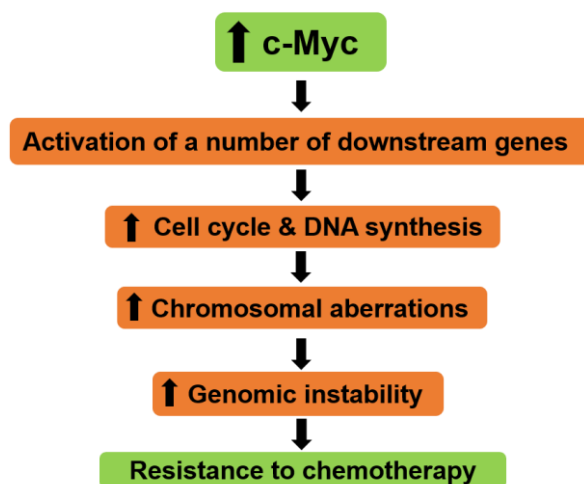 c-Myc
Activation of a number of downstream genes
Cell cycle & DNA synthesis
Chromosomal aberrations
Genomic instability
Resistance to chemotherapy